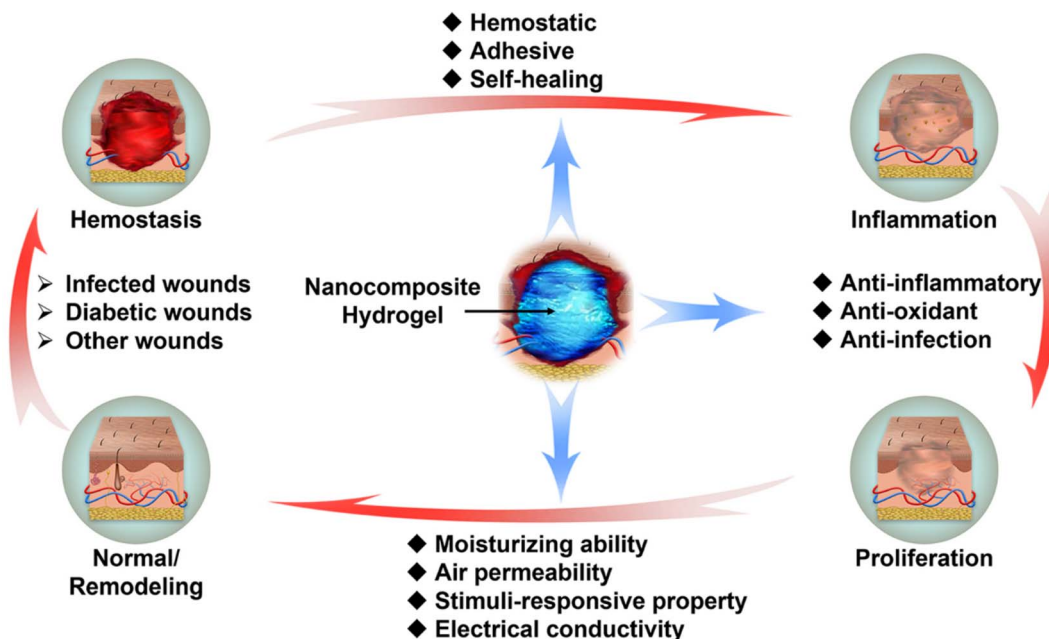 ◆ Hemostatic
◆ Adhesive
◆ Self-healing
Hemostasis
Inflammation
➢ Infected wounds
➢ Diabetic wounds
➢ Other wounds
Nanocomposite
Hydrogel
◆ Anti-inflammatory
◆ Anti-oxidant
◆ Anti-infection
Normal/
Remodeling
Proliferation
◆ Moisturizing ability
◆ Air permeability
◆ Stimuli-responsive property
◆ Electrical conductivity